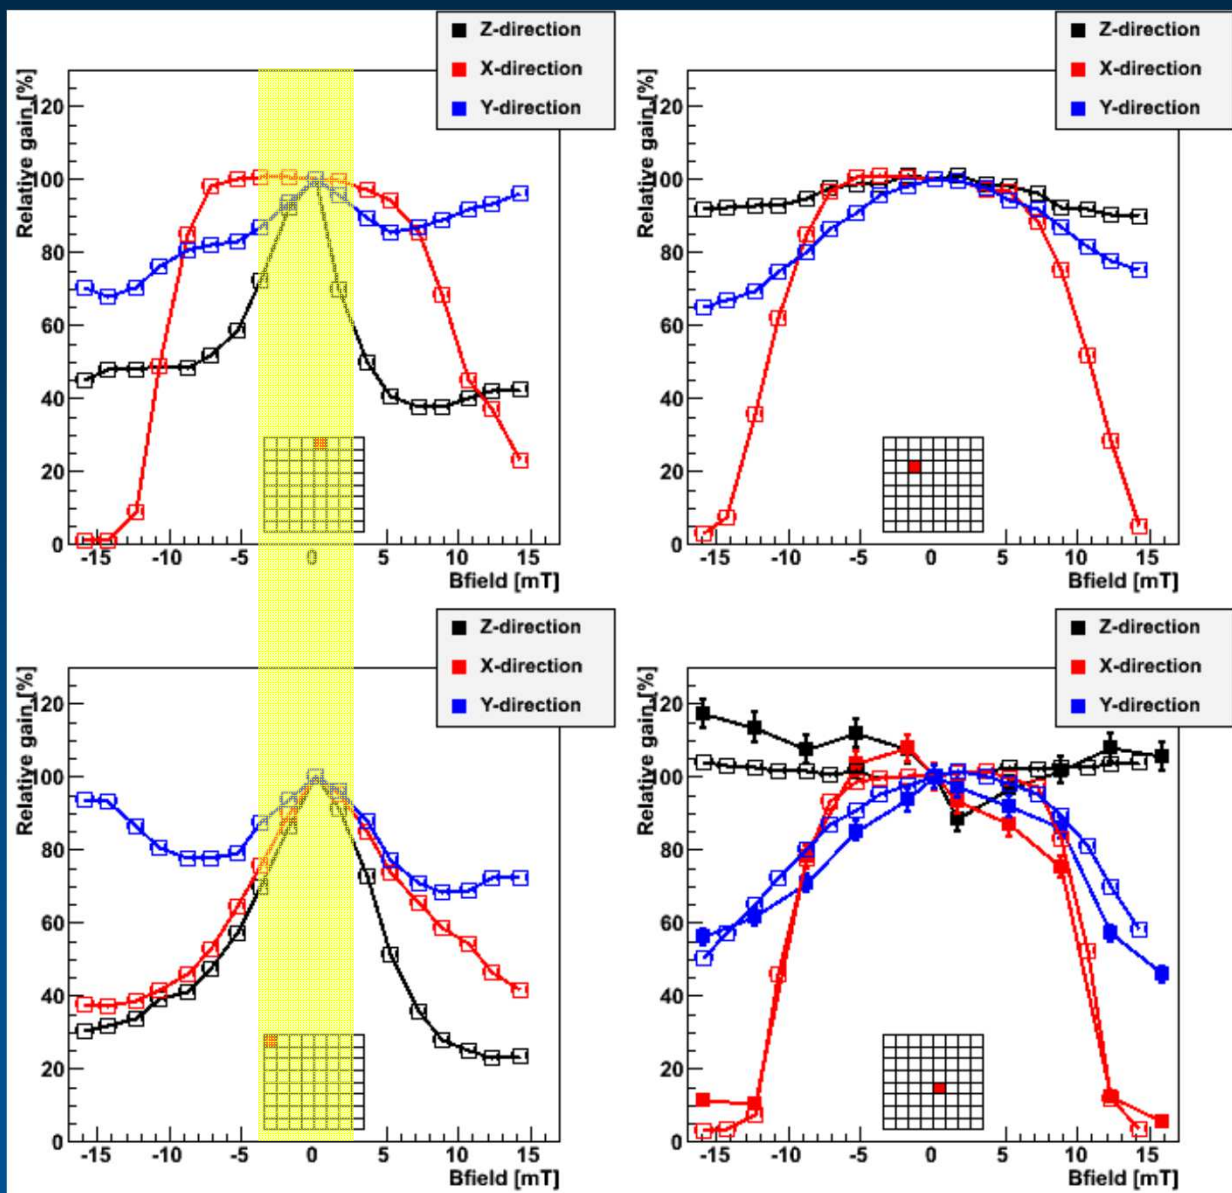 Z-direction
X-direction
Y-direction
Relative gain [%]
120
100
80
60
40
20
0
-15 -10 -5 0 5 10 15
Bfield [mT]
Z-direction
X-direction
Y-direction
Relative gain [%]
120
100
80
60
40
20
0
-15 -10 -5 0 5 10 15
Bfield [mT]
Z-direction
X-direction
Y-direction
Relative gain [%]
120
100
80
60
40
20
0
-15 -10 -5 0 5 10 15
Bfield [mT]
Z-direction
X-direction
Y-direction
Relative gain [%]
120
100
80
60
40
20
0
-15 -10 -5 0 5 10 15
Bfield [mT]